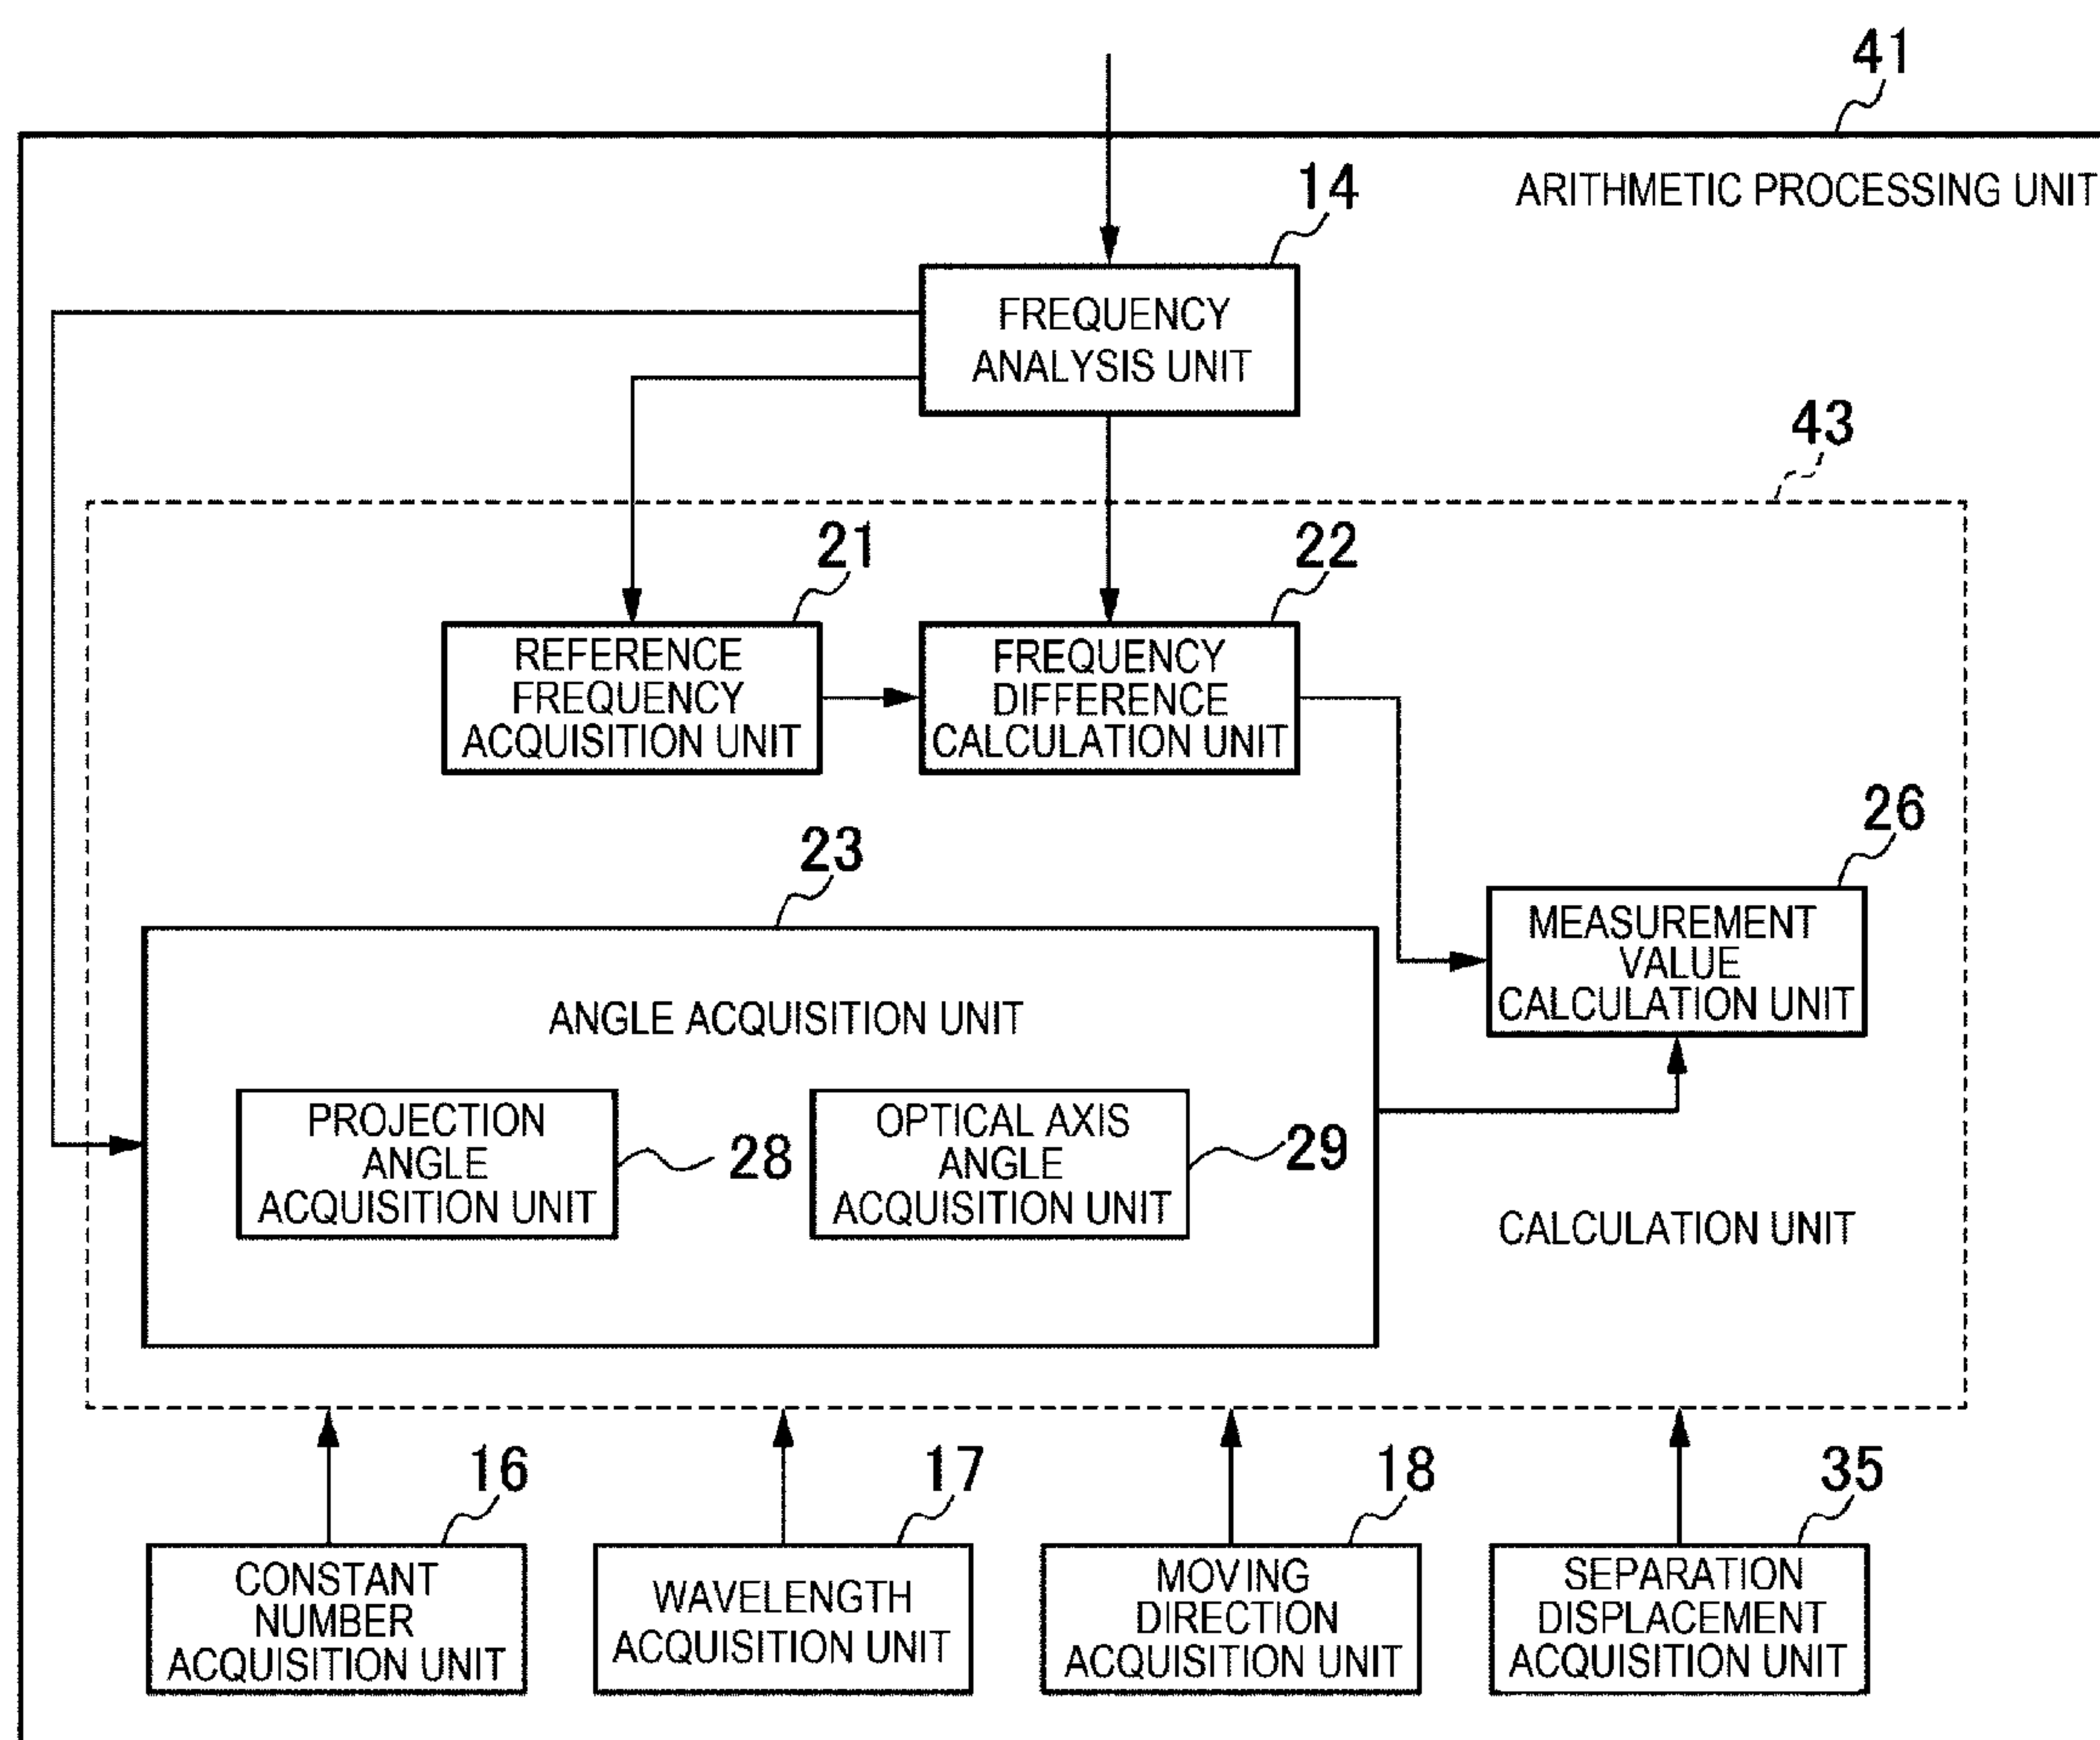 41
ARITHMETIC PROCESSING UNIT
14
FREQUENCY
ANALYSIS UNIT
43
21
REFERENCE
FREQUENCY
ACQUISITION UNIT
22
FREQUENCY
DIFFERENCE
CALCULATION UNIT
26
MEASUREMENT
VALUE
CALCULATION UNIT
23
ANGLE ACQUISITION UNIT
PROJECTION
ANGLE
ACQUISITION UNIT
28
OPTICAL AXIS
ANGLE
ACQUISITION UNIT
29
CALCULATION UNIT
16
CONSTANT
NUMBER
ACQUISITION UNIT
17
WAVELENGTH
ACQUISITION UNIT
18
MOVING
DIRECTION
ACQUISITION UNIT
35
SEPARATION
DISPLACEMENT
ACQUISITION UNIT